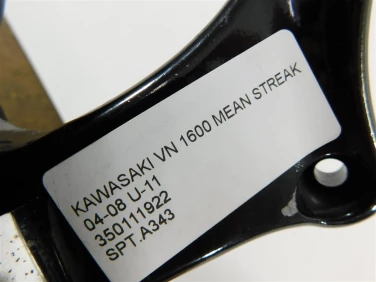 KAWASAKI VN 1600 MEAN STREAK
04-08 U-11
350111922
SPT.A343